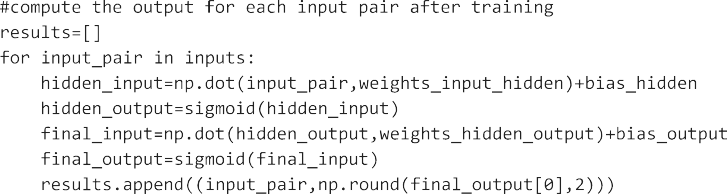 #compute the output for each input pair after training
results=[]
for input_pair in inputs:
    hidden_input=np.dot(input_pair,weights_input_hidden)+bias_hidden
    hidden_output=sigmoid(hidden_input)
    final_input=np.dot(hidden_output,weights_hidden_output)+bias_output
    final_output=sigmoid(final_input)
    results.append((input_pair,np.round(final_output[0],2)))